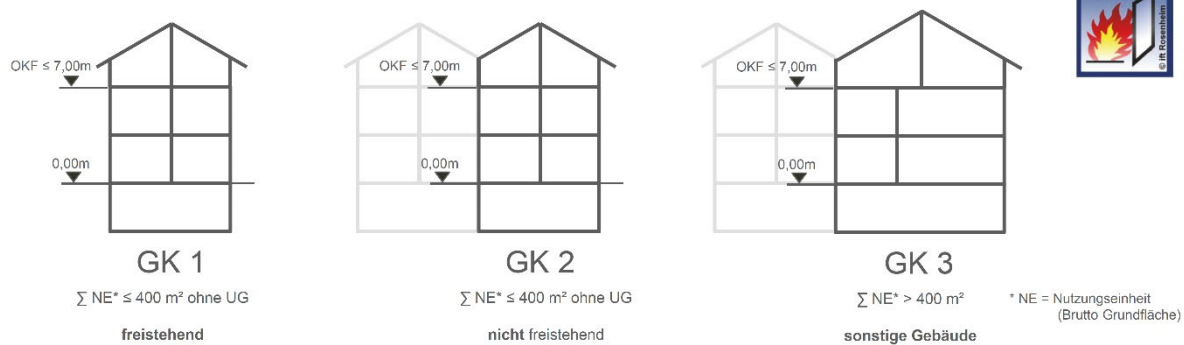 OKF ≤ 7,00m
0,00m
GK 1
∑ NE* ≤ 400 m² ohne UG
freistehend
OKF ≤ 7,00m
0,00m
GK 2
∑ NE* ≤ 400 m² ohne UG
nicht freistehend
OKF ≤ 7,00m
0,00m
GK 3
∑ NE* > 400 m²
sonstige Gebäude
* NE = Nutzungseinheit
(Brutto Grundfläche)
© ift Rosenheim